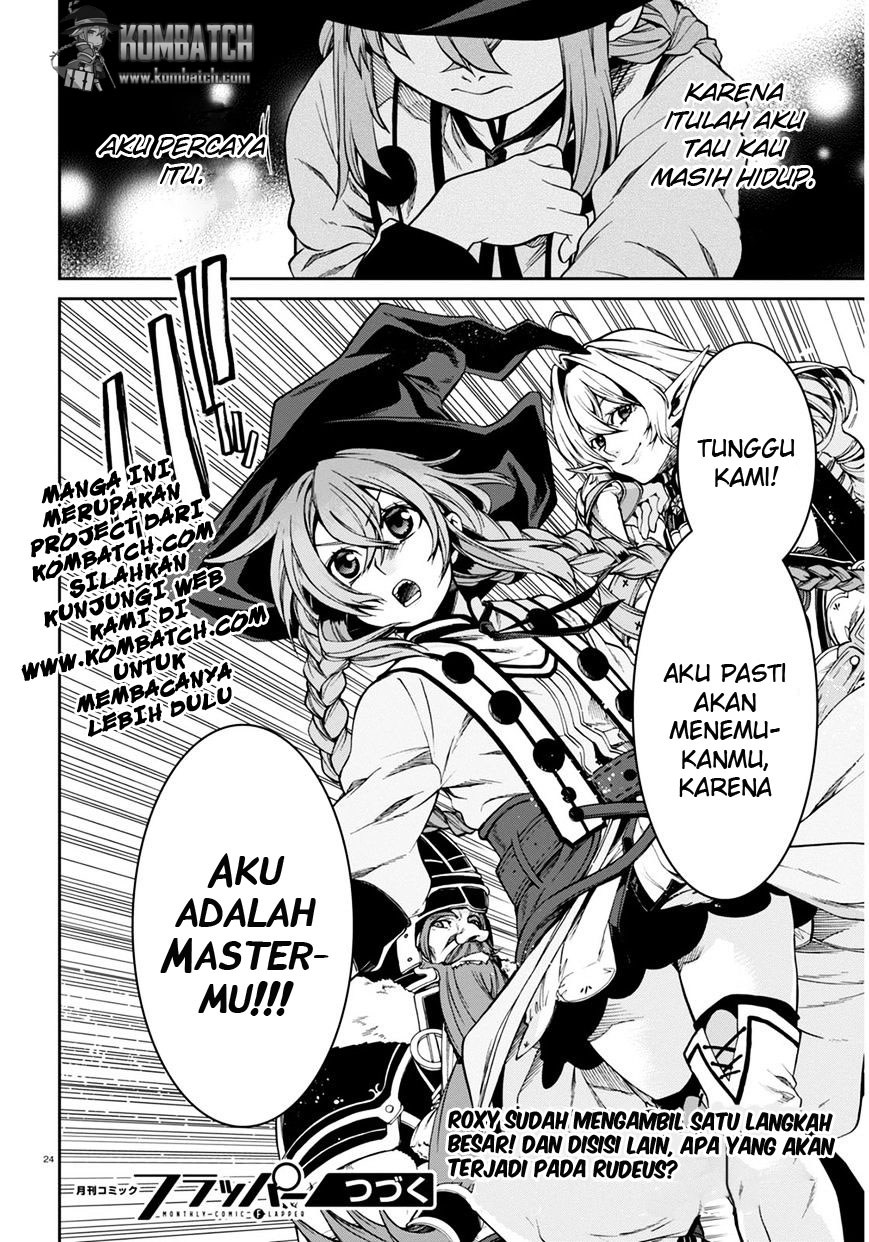 KOMBATCH
www.kombatch.com
KARENA
ITULAH AKU
TAU KAU
MASIH HIDUP.
AKU PERCAYA
ITU.
TUNGGU
KAMI!
AKU PASTI
AKAN
MENEMU-
KANMU,
KARENA
MANGA INI
MERUPAKAN
PROJECT DARI
KOMBATCH.COM
SILAHKAN
KUNJUNGI WEB
KAMI DI
WWW.KOMBATCH.COM
UNTUK
MEMBACANYA
LEBIH DULU
AKU
ADALAH
MASTER-
MU!!!
ROXY SUDAH MENGAMBIL SATU LANGKAH
BESAR! DAN DISISI LAIN, APA YANG AKAN
TERJADI PADA RUDEUS?
24
月刊コミック フラッパー つづく
MONTHLY-COMIC FLAPPER